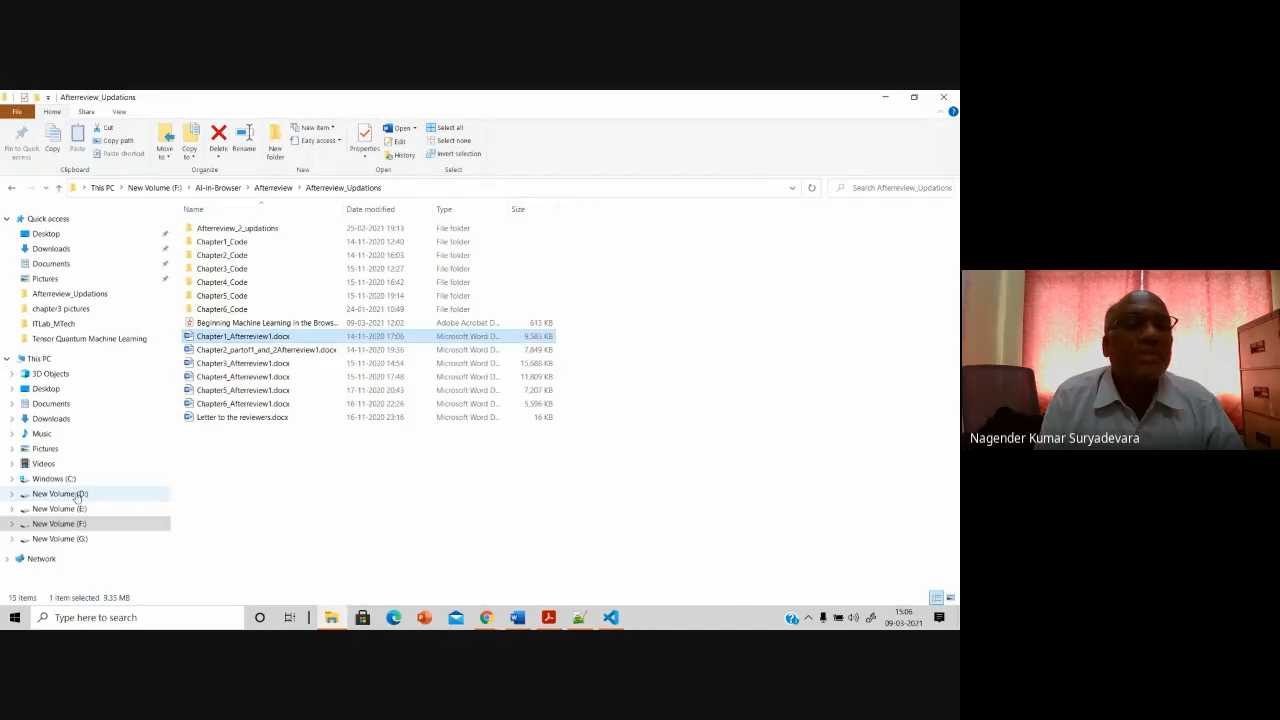 Afterreview_Updations
File Home Share View
Pin to Quick access
Copy
Paste
Cut
Copy path
Paste shortcut
Clipboard
Move to
Copy to
Delete
Rename
Organize
New folder
New item
Easy access
New
Properties
Open
Edit
History
Open
Select all
Select none
Invert selection
Select
This PC New Volume (F:) AI-in-Browser Afterreview Afterreview_Updations
Search Afterreview_Updations
Quick access
Desktop
Downloads
Documents
Pictures
Afterreview_Updations
chapter3 pictures
ITLab_MTech
Tensor Quantum Machine Learning
This PC
3D Objects
Desktop
Documents
Downloads
Music
Pictures
Videos
Windows (C:)
New Volume (D:)
New Volume (E:)
New Volume (F:)
New Volume (G:)
Network
Name Date modified Type Size
Afterreview_2_updations 25-02-2021 19:13 File folder
Chapter1_Code 14-11-2020 12:40 File folder
Chapter2_Code 14-11-2020 16:03 File folder
Chapter3_Code 15-11-2020 12:27 File folder
Chapter4_Code 15-11-2020 16:42 File folder
Chapter5_Code 15-11-2020 19:14 File folder
Chapter6_Code 24-01-2021 10:49 File folder
Beginning Machine Learning in the Brows... 09-03-2021 12:02 Adobe Acrobat D... 613 KB
Chapter1_Afterreview1.docx 14-11-2020 17:06 Microsoft Word D... 9,583 KB
Chapter2_partof1_and_2Afterreview1.docx 14-11-2020 19:36 Microsoft Word D... 7,849 KB
Chapter3_Afterreview1.docx 15-11-2020 14:54 Microsoft Word D... 15,688 KB
Chapter4_Afterreview1.docx 15-11-2020 17:48 Microsoft Word D... 11,809 KB
Chapter5_Afterreview1.docx 17-11-2020 20:43 Microsoft Word D... 7,207 KB
Chapter6_Afterreview1.docx 16-11-2020 22:26 Microsoft Word D... 5,596 KB
Letter to the reviewers.docx 16-11-2020 23:16 Microsoft Word D... 16 KB
15 items 1 item selected 9.35 MB
Type here to search
15:06
09-03-2021
Nagender Kumar Suryadevara